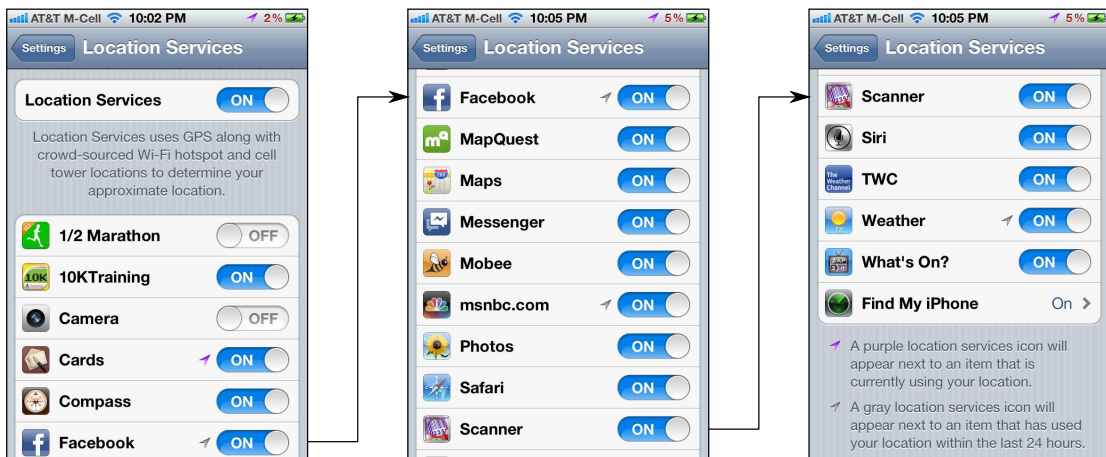 AT&T M-Cell 10:02 PM 2%
Settings Location Services
Location Services ON
Location Services uses GPS along with
crowd-sourced Wi-Fi hotspot and cell
tower locations to determine your
approximate location.
1/2 Marathon OFF
10K 10KTraining ON
Camera OFF
Cards ON
Compass ON
Facebook ON
AT&T M-Cell 10:05 PM 5%
Settings Location Services
Facebook ON
MapQuest ON
Maps ON
Messenger ON
Mobee ON
msnbc.com ON
Photos ON
Safari ON
Scanner ON
AT&T M-Cell 10:05 PM 5%
Settings Location Services
Scanner ON
Siri ON
The
Weather
Channel
TWC ON
Weather ON
What's On? ON
Find My iPhone On
A purple location services icon will
appear next to an item that is
currently using your location.
A gray location services icon will
appear next to an item that has used
your location within the last 24 hours.